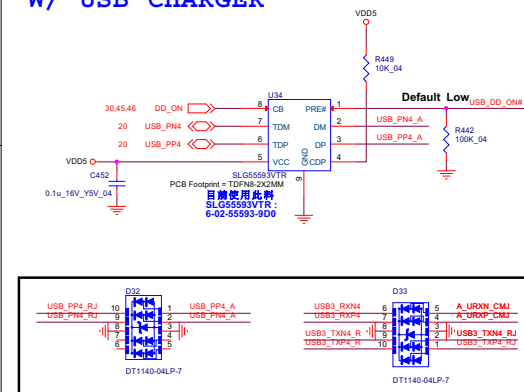 W/ USB CHARGER
VDD5
R449
10K_04
U34
Default Low
USB_DD_ON#
30,45,46 DD_ON 8 CB PRE# 1
20 USB_PN4 7 TDM DM 2 USB_PN4_A
20 USB_PP4 6 TDP DP 3 USB_PP4_A
VDD5 5 VCC GND CDP 4
9
R442
100K_04
C452
0.1u_16V_Y5V_04
SLG55593VTR
PCB Footprint = TDFN8-2X2MM
目前使用此料
SLG55593VTR :
6-02-55593-9D0
D32
USB_PP4_RJ 10 1 USB_PP4_A
USB_PN4_RJ 9 2 USB_PN4_A
8 3
7 4
6 5
DT1140-04LP-7
D33
USB3_RXN4 6 5 A_URXN_CMJ
USB3_RXP4 7 4 A_URXP_CMJ
8 3
USB3_TXN4_R 9 2 USB3_TXN4_RJ
USB3_TXP4_R 10 1 USB3_TXP4_RJ
DT1140-04LP-7